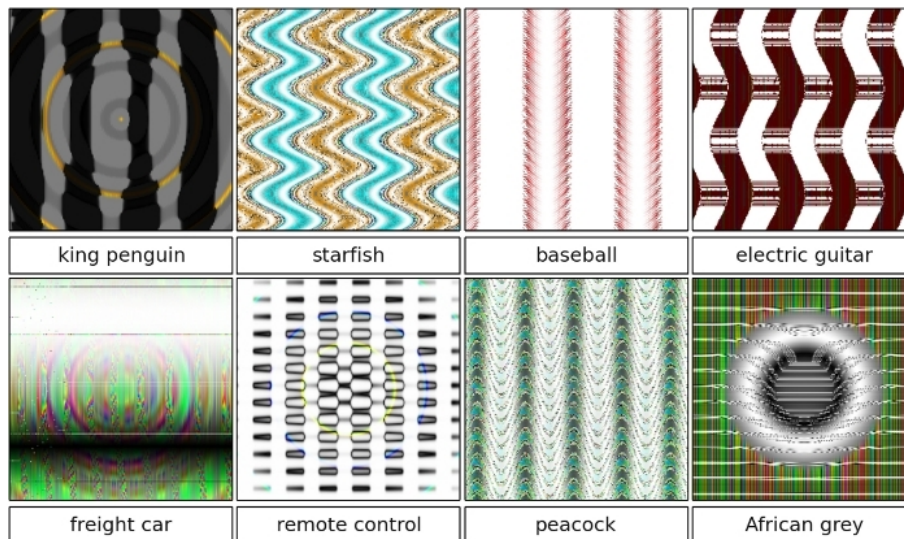 king penguin
starfish
baseball
electric guitar
freight car
remote control
peacock
African grey